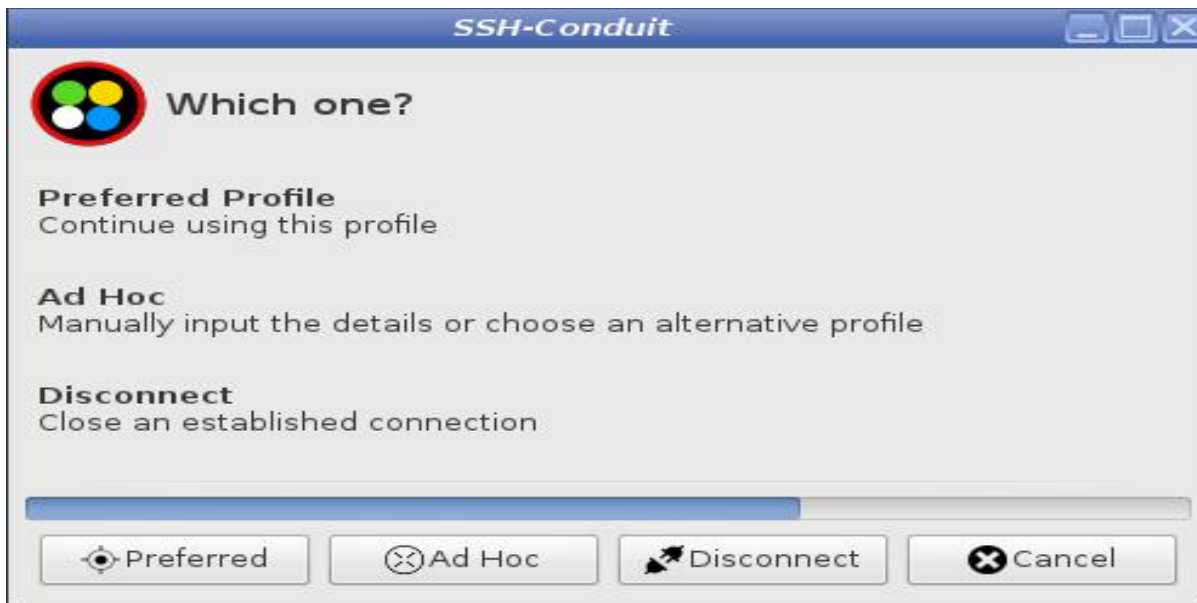 SSH-Conduit
Which one?
Preferred Profile
Continue using this profile
Ad Hoc
Manually input the details or choose an alternative profile
Disconnect
Close an established connection
Preferred
Ad Hoc
Disconnect
Cancel